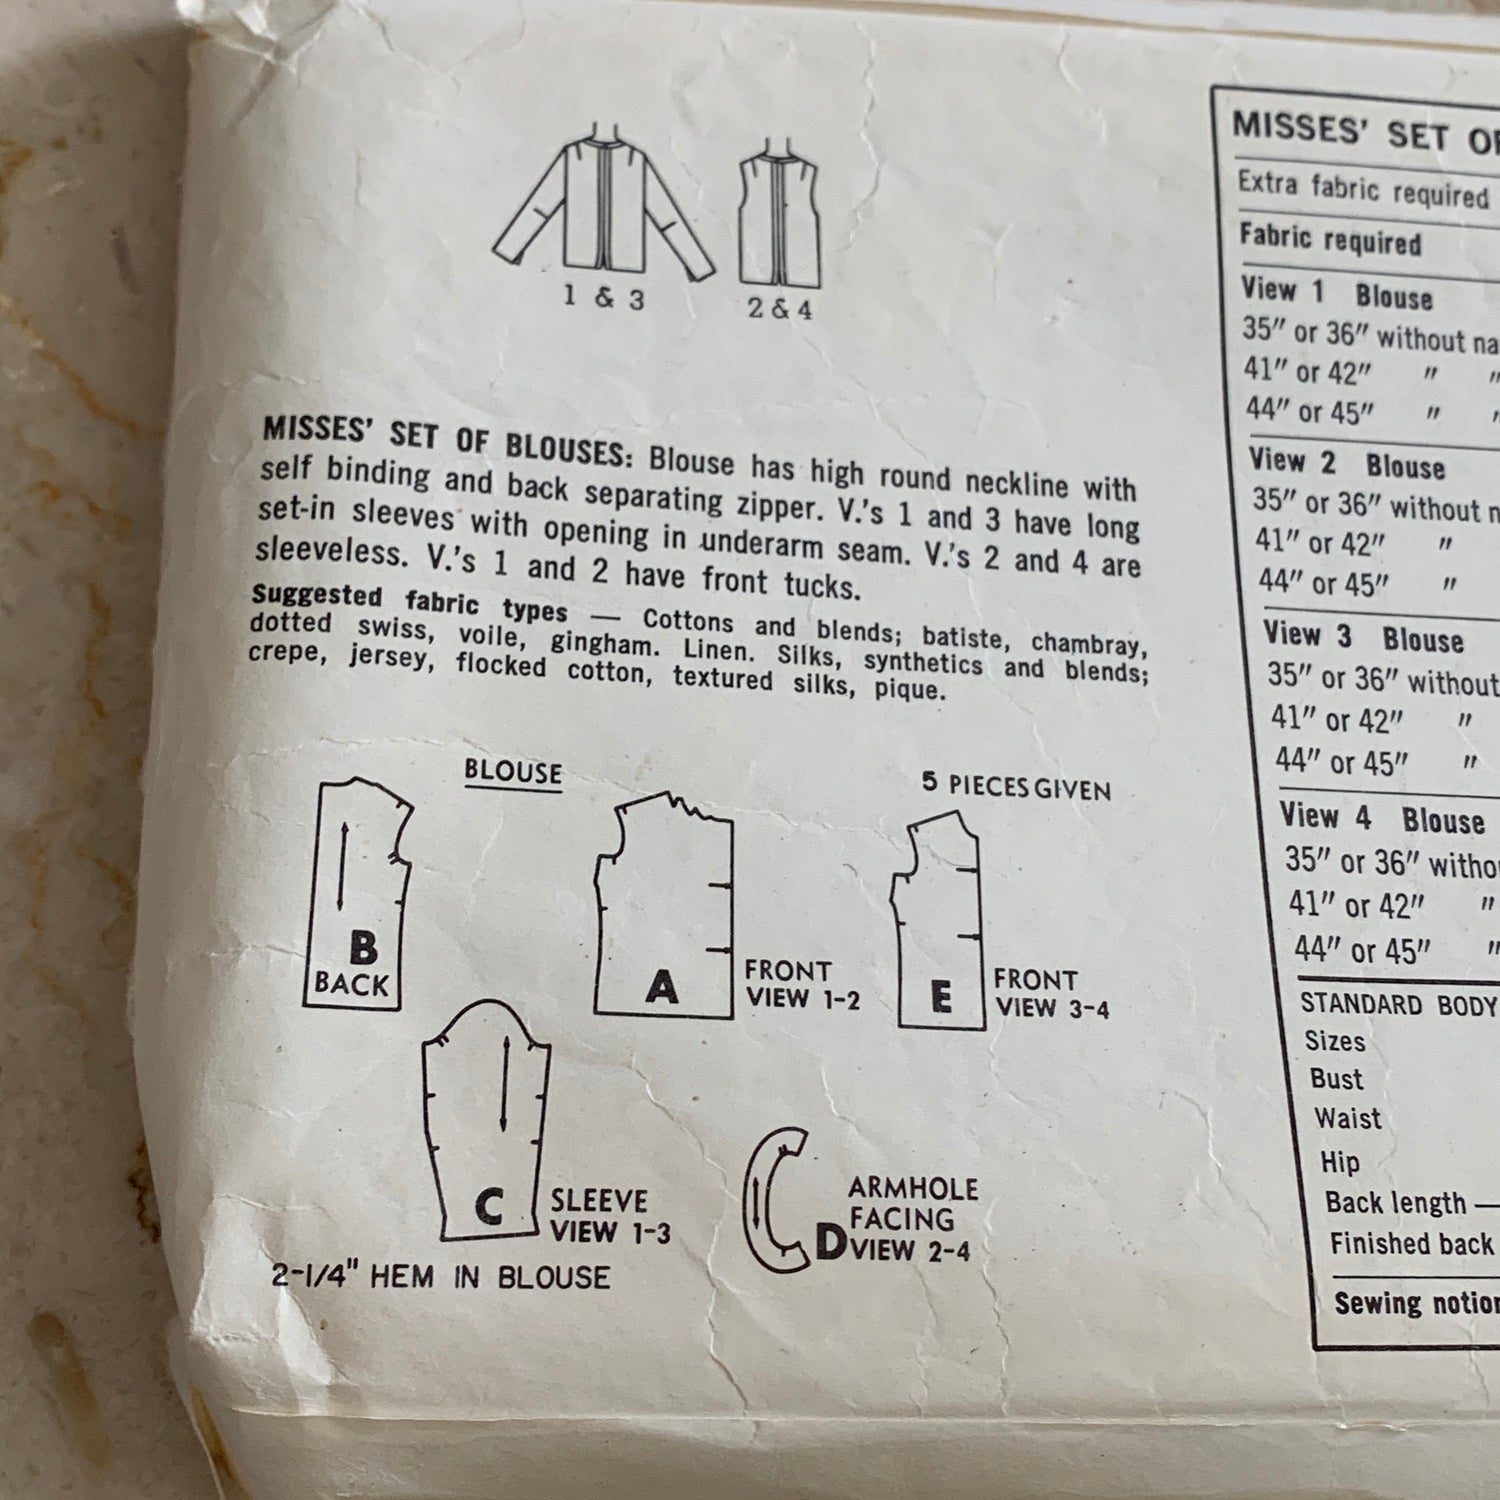 1 & 3
2 & 4
MISSES' SET OF BLOUSES: Blouse has high round neckline with
self binding and back separating zipper. V.'s 1 and 3 have long
set-in sleeves with opening in underarm seam. V.'s 2 and 4 are
sleeveless. V.'s 1 and 2 have front tucks.
Suggested fabric types — Cottons and blends; batiste, chambray,
dotted swiss, voile, gingham. Linen. Silks, synthetics and blends;
crepe, jersey, flocked cotton, textured silks, pique.
BLOUSE
5 PIECES GIVEN
B
BACK
A
FRONT
VIEW 1-2
E
FRONT
VIEW 3-4
C
SLEEVE
VIEW 1-3
D
ARMHOLE
FACING
VIEW 2-4
2-1/4" HEM IN BLOUSE
MISSES' SET OF
Extra fabric required
Fabric required
View 1 Blouse
35" or 36" without
41" or 42" " "
44" or 45" " "
View 2 Blouse
35" or 36" without
41" or 42" "
44" or 45" "
View 3 Blouse
35" or 36" without
41" or 42" "
44" or 45" "
View 4 Blouse
35" or 36"
41" or 42" "
44" or 45" "
STANDARD BODY
Sizes
Bust
Waist
Hip
Back length —
Finished back
Sewing